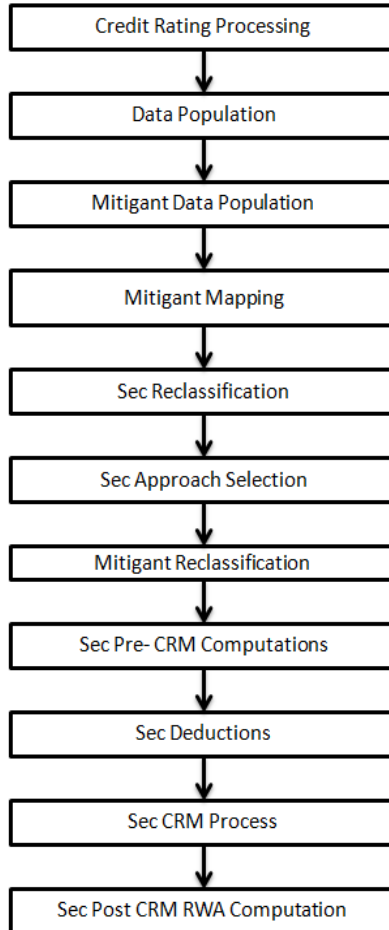 Credit Rating Processing
Data Population
Mitigant Data Population
Mitigant Mapping
Sec Reclassification
Sec Approach Selection
Mitigant Reclassification
Sec Pre- CRM Computations
Sec Deductions
Sec CRM Process
Sec Post CRM RWA Computation